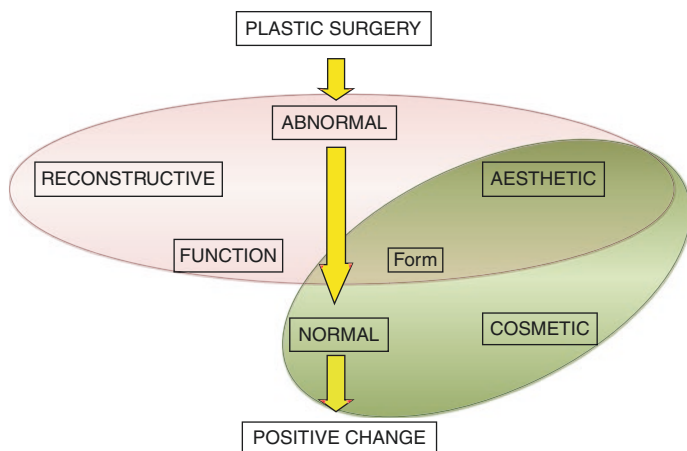 PLASTIC SURGERY
ABNORMAL
RECONSTRUCTIVE
AESTHETIC
FUNCTION
Form
NORMAL
COSMETIC
POSITIVE CHANGE